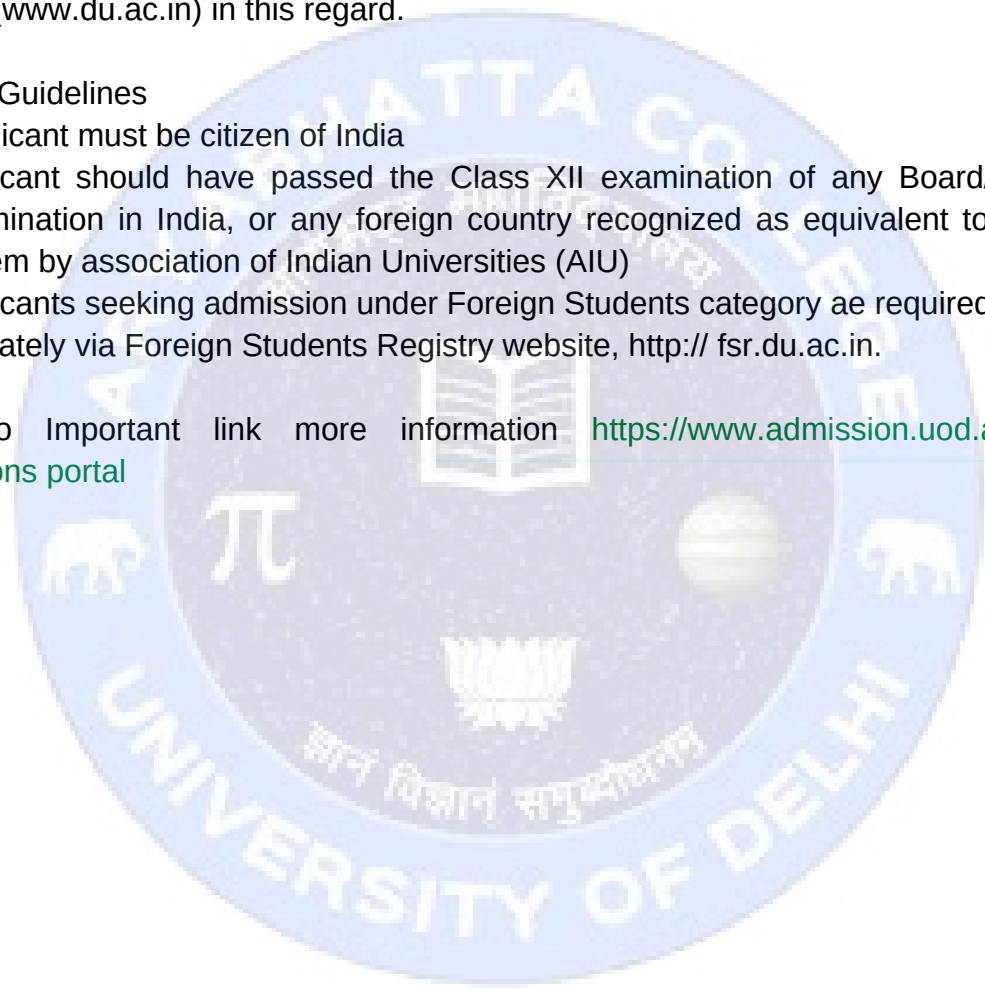 (www.du.ac.in) in this regard.
Guidelines
icant must be citizen of India
cant should have passed the Class XII examination of any Board/
mination in India, or any foreign country recognized as equivalent to
em by association of Indian Universities (AIU)
cants seeking admission under Foreign Students category ae required
ately via Foreign Students Registry website, http:// fsr.du.ac.in.
o Important link more information https://www.admission.uod.a
ons portal
ARYABHATTA COLLEGE
π
ज्ञानं विज्ञानं
UNIVERSITY OF DELHI